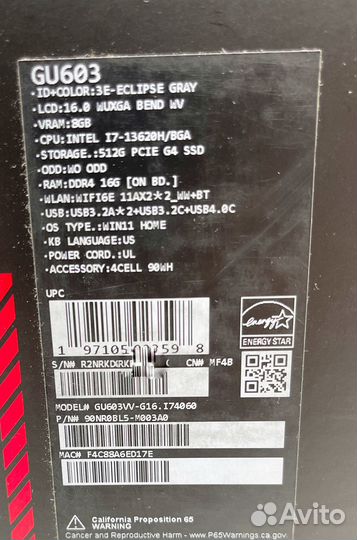 GU603
·ID+COLOR:3E-ECLIPSE GRAY
·LCD:16.0 WUXGA BEND WV
·VRAM:8GB
·CPU:INTEL I7-13620H/BGA
·STORAGE:512G PCIE G4 SSD
·ODD:WO ODD
·RAM:DDR4 16G [ON BD.]
·WLAN:WIFI6E 11AX2*2_WW+BT
·USB:USB3.2A*2+USB3.2C+USB4.0C
·OS TYPE:WIN11 HOME
·KB LANGUAGE:US
·POWER CORD:UL
·ACCESSORY:4CELL 90WH
UPC
energy
ENERGY STAR
S/N# CN# MF4B
MODEL# GU603VV-G16.I74060
P/N# 90NR0BL5-M003A0
MAC# F4C88A6ED17E
California Proposition 65
WARNING
Cancer and Reproductive Harm - www.P65Warnings.ca.gov
Avito